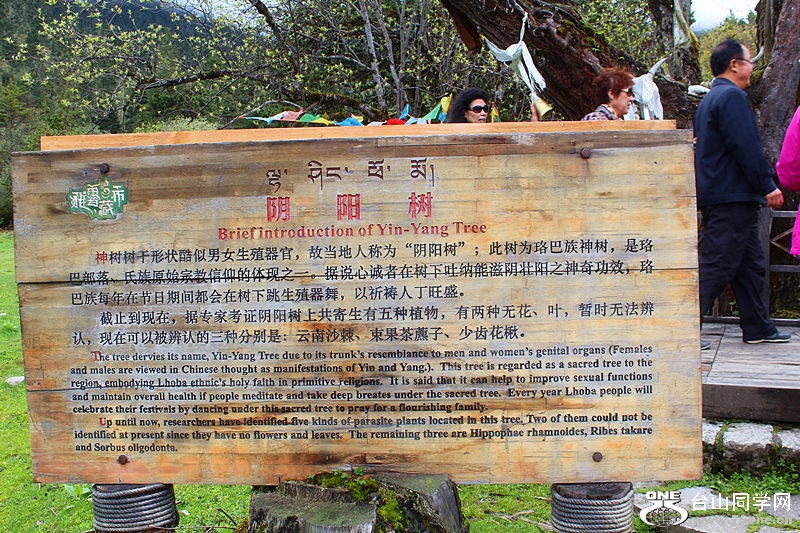 ལྷ་ ཤིང་ ཕོ་ མོ།
阴阳树
Brief introduction of Yin-Yang Tree
神树树干形状酷似男女生殖器官，故当地人称为“阴阳树”；此树为珞巴族神树，是珞
巴部落、氏族原始宗教信仰的体现之一。据说心诚者在树下吐纳能滋阴壮阳之神奇功效，珞
巴族每年在节日期间都会在树下跳生殖器舞，以祈祷人丁旺盛。
截止到现在，据专家考证阴阳树上共寄生有五种植物，有两种无花、叶，暂时无法辨
认，现在可以被辨认的三种分别是：云南沙棘、束果茶藨子、少齿花楸。
The tree dervies its name, Yin-Yang Tree due to its trunk's resemblance to men and women's genital organs (Females
and males are viewed in Chinese thought as manifestations of Yin and Yang.). This tree is regarded as a sacred tree to the
region, embodying Lhoba ethnic's holy faith in primitive religions. It is said that it can help to improve sexual functions
and maintain overall health if people meditate and take deep breates under the sacred tree. Every year Lhoba people will
celebrate their festivals by dancing under this sacred tree to pray for a flourishing family.
Up until now, researchers have identified five kinds of parasite plants located in this tree. Two of them could not be
identified at present since they have no flowers and leaves. The remaining three are Hippophae rhamnoides, Ribes takare
and Sorbus oligodonta.
ONE 台山同学网